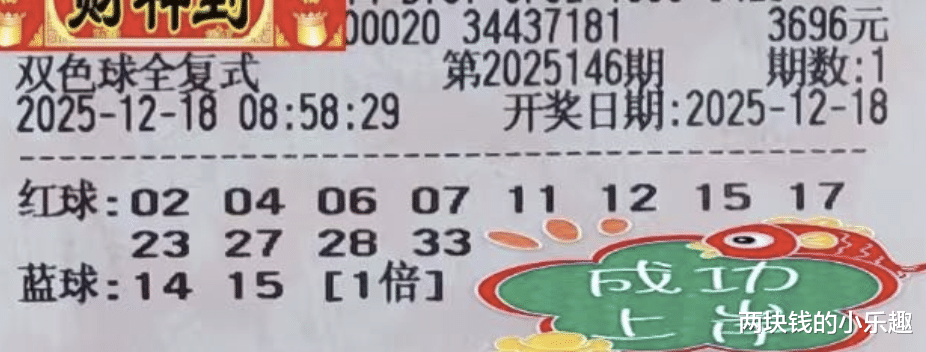 财神到
00020 34437181 3696元
双色球全复式 第2025146期 期数:1
2025-12-18 08:58:29 开奖日期:2025-12-18
红球:02 04 06 07 11 12 15 17
23 27 28 33
蓝球:14 15 [1倍]
成功
上岸
两块钱的小乐趣